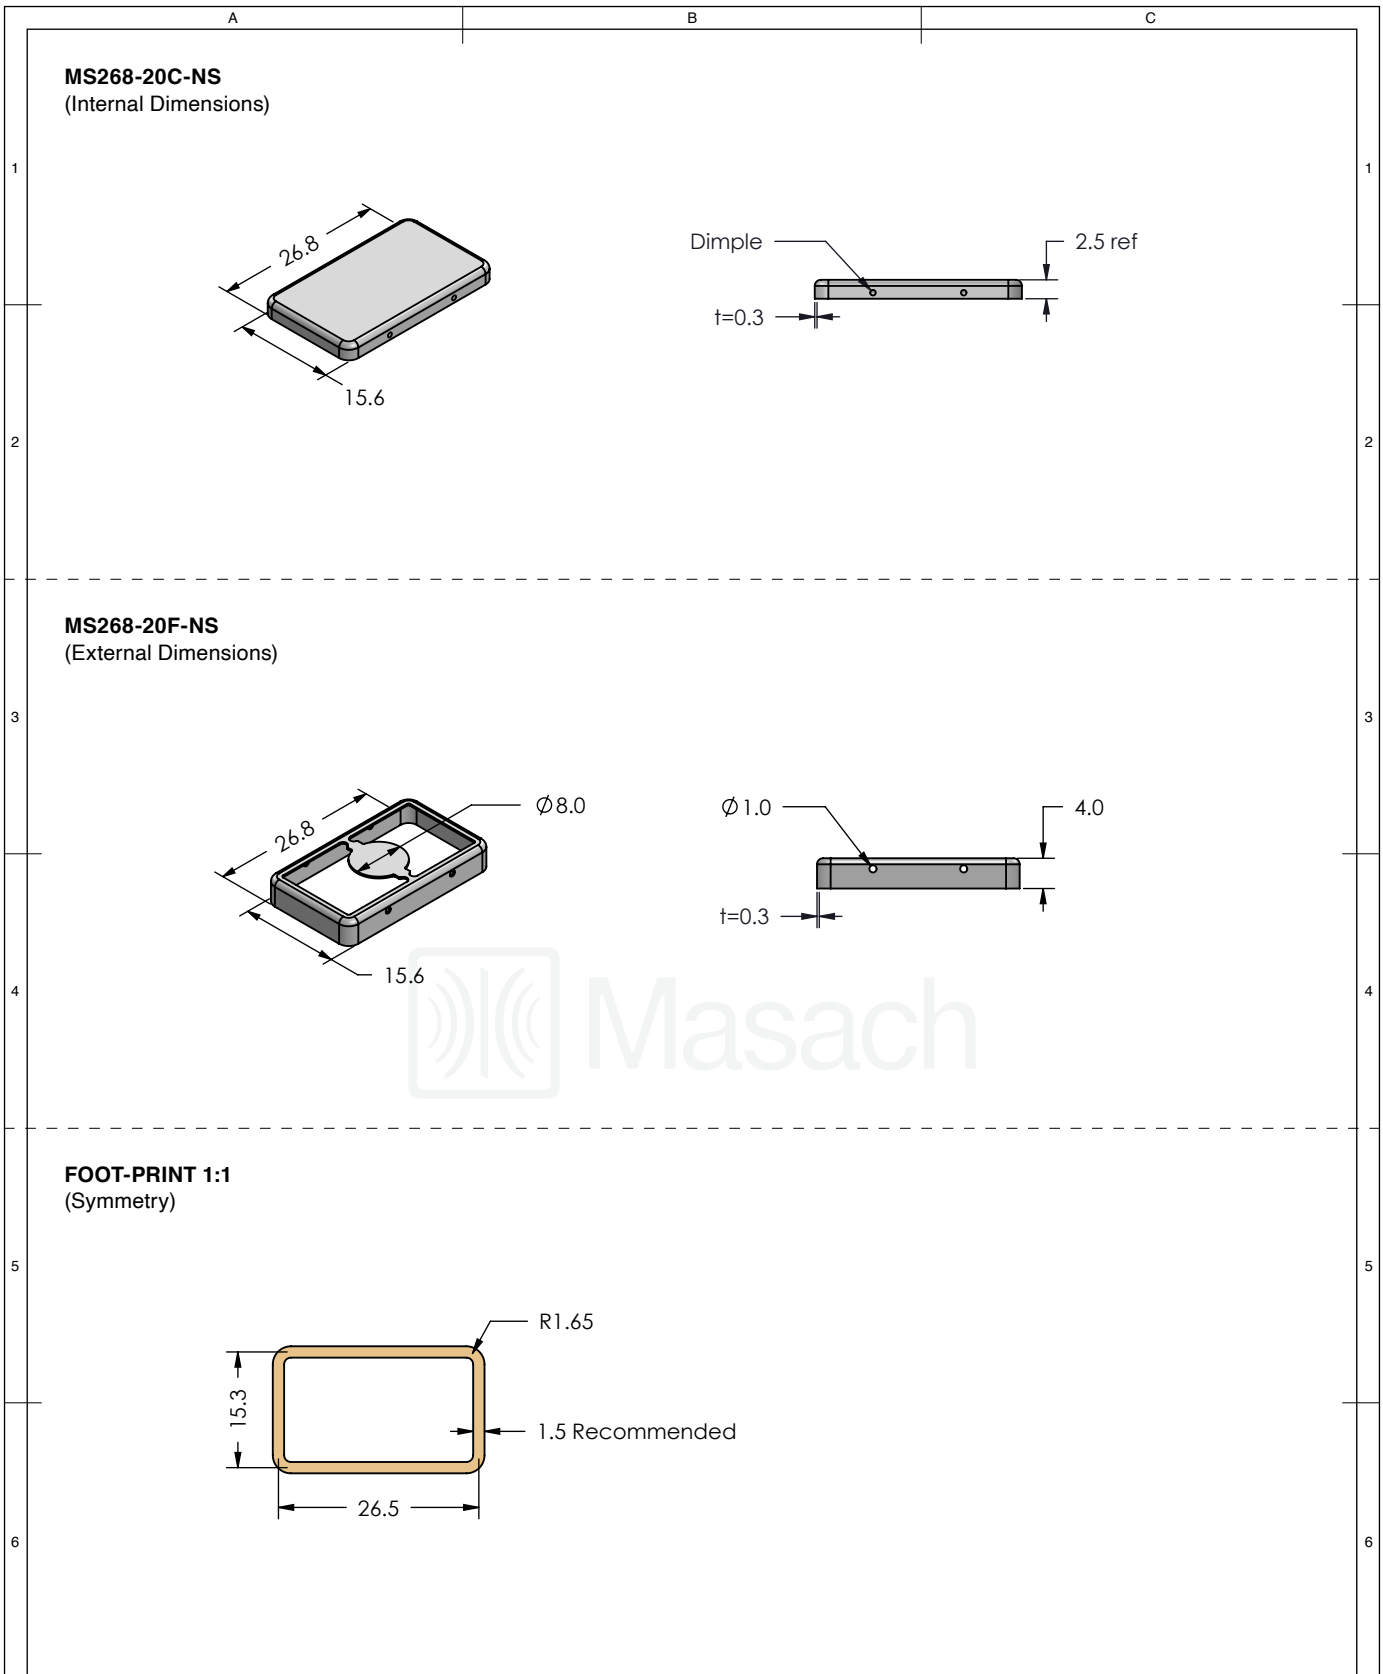 A B C
MS268-20C-NS
(Internal Dimensions)
1 1
26.8
15.6
Dimple
2.5 ref
t=0.3
2 2
MS268-20F-NS
(External Dimensions)
3 3
26.8
Ø8.0
15.6
Ø1.0
4.0
t=0.3
Masach
4 4
FOOT-PRINT 1:1
(Symmetry)
5 5
R1.65
15.3
1.5 Recommended
26.5
6 6